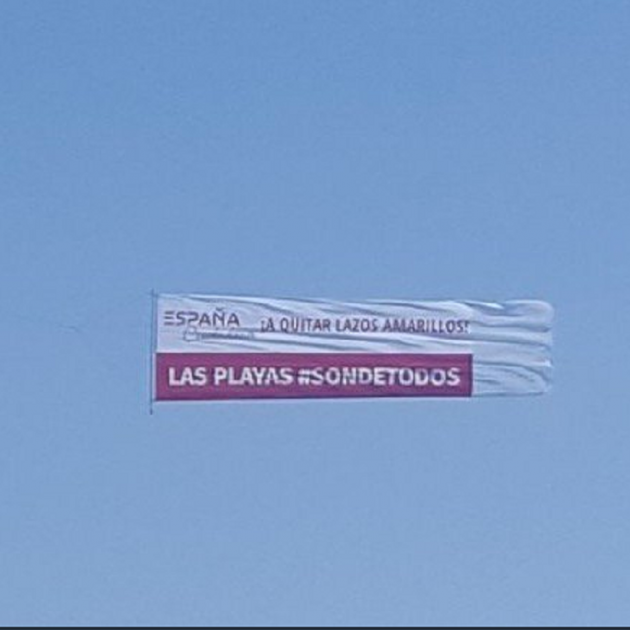 ESPAÑA
¡A QUITAR LAZOS AMARILLOS!
LAS PLAYAS #SONDETODOS